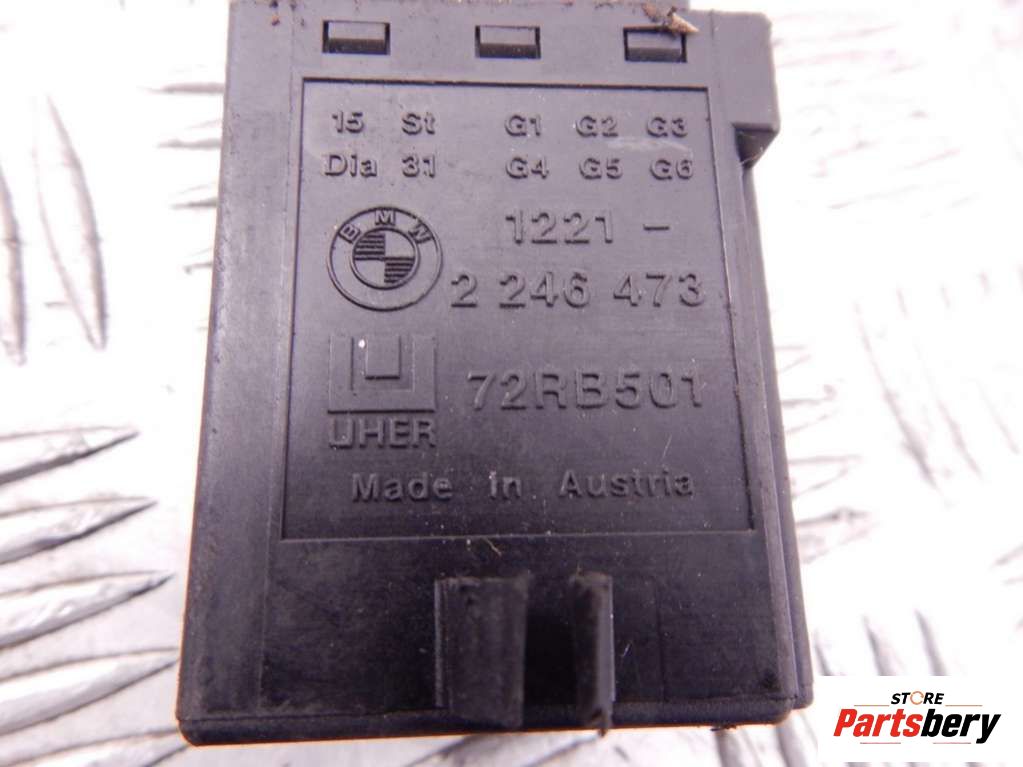 15 St G1 G2 G3
Dia 31 G4 G5 G6
BMW
1221 -
2 246 473
72RB501
UHER
Made in Austria
STORE
Partsbery